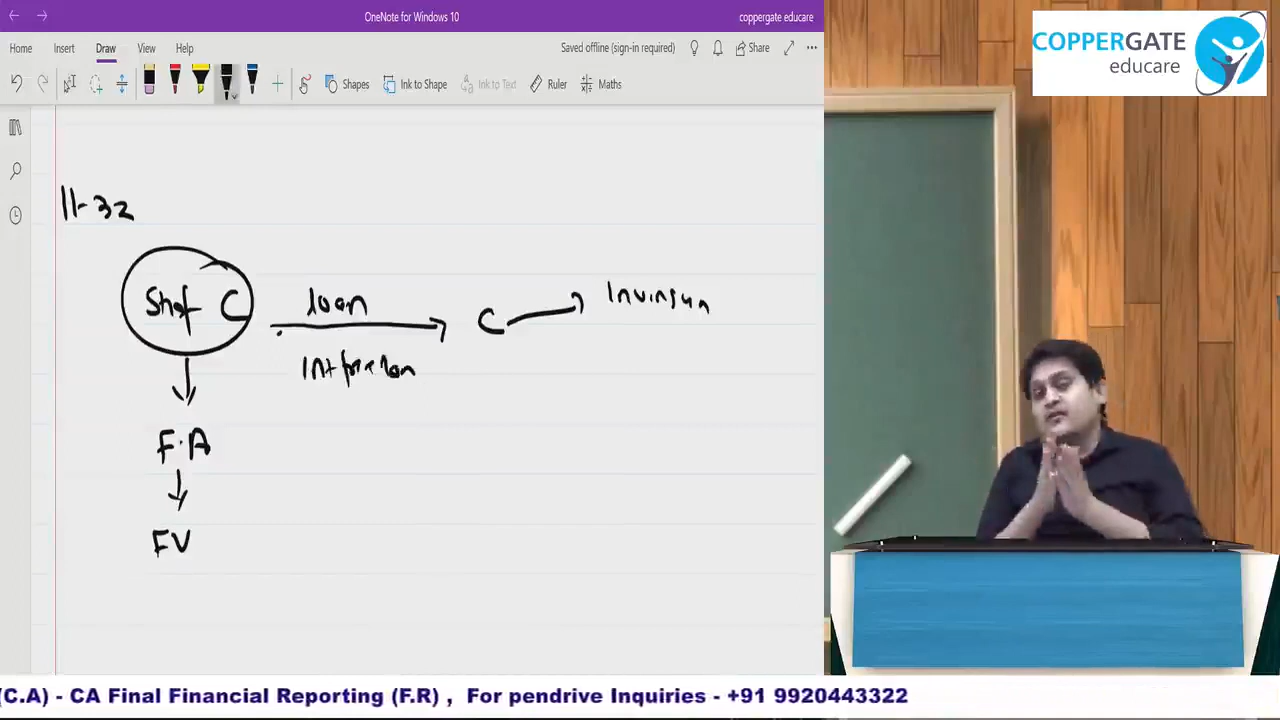 OneNote for Windows 10
coppergate educare
Home Insert Draw View Help
Saved offline (sign-in required)
Share
Shapes
Ink to Shape
Ink to Text
Ruler
Maths
COPPERGATE
educare
11-32
C
loan
C
F.A
FV
(C.A) - CA Final Financial Reporting (F.R) , For pendrive Inquiries - +91 9920443322